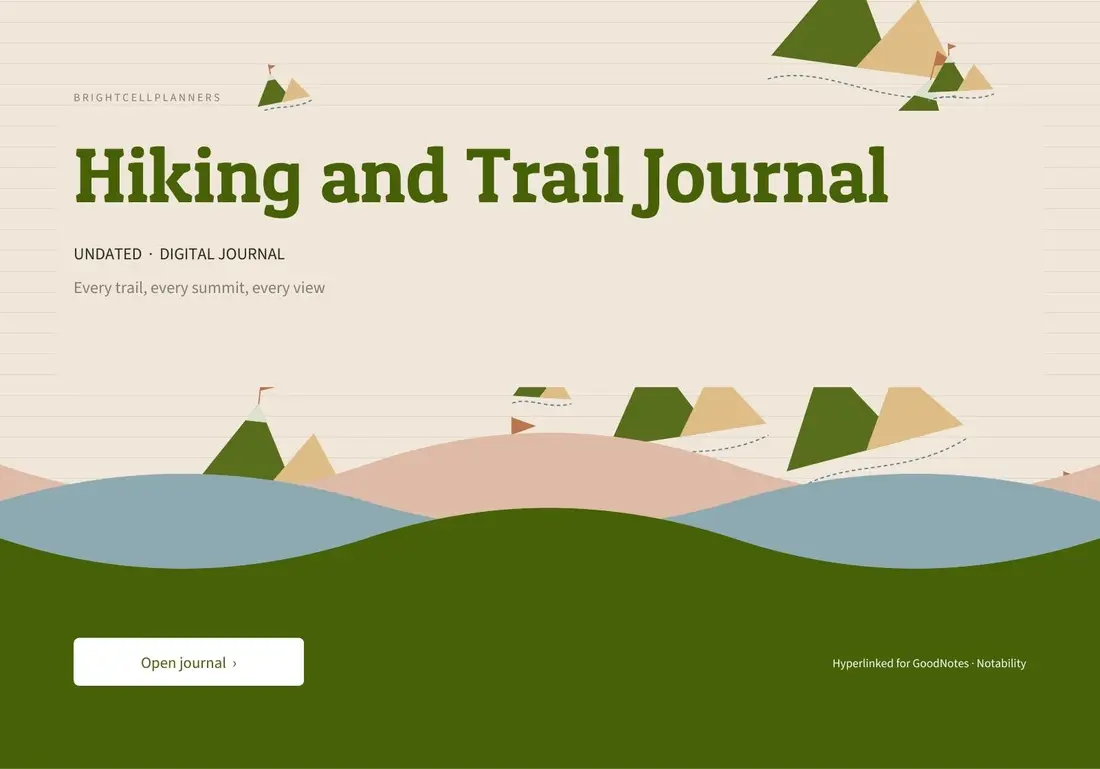 BRIGHTCELLPLANNERS
Hiking and Trail Journal
UNDATED · DIGITAL JOURNAL
Every trail, every summit, every view
Open journal ›
Hyperlinked for GoodNotes · Notability